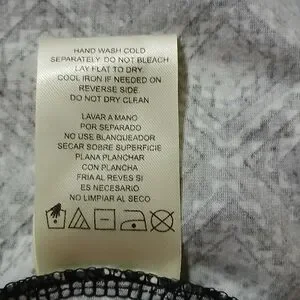 HAND WASH COLD
SEPARATELY. DO NOT BLEACH
LAY FLAT TO DRY
COOL IRON IF NEEDED ON
REVERSE SIDE.
DO NOT DRY CLEAN
LAVAR A MANO
POR SEPARADO
NO USE BLANQUEADOR
SECAR SOBRE SUPERFICIE
PLANA PLANCHAR
CON PLANCHA
FRIA AL REVES SI
ES NECESARIO
NO LIMPIAR AL SECO